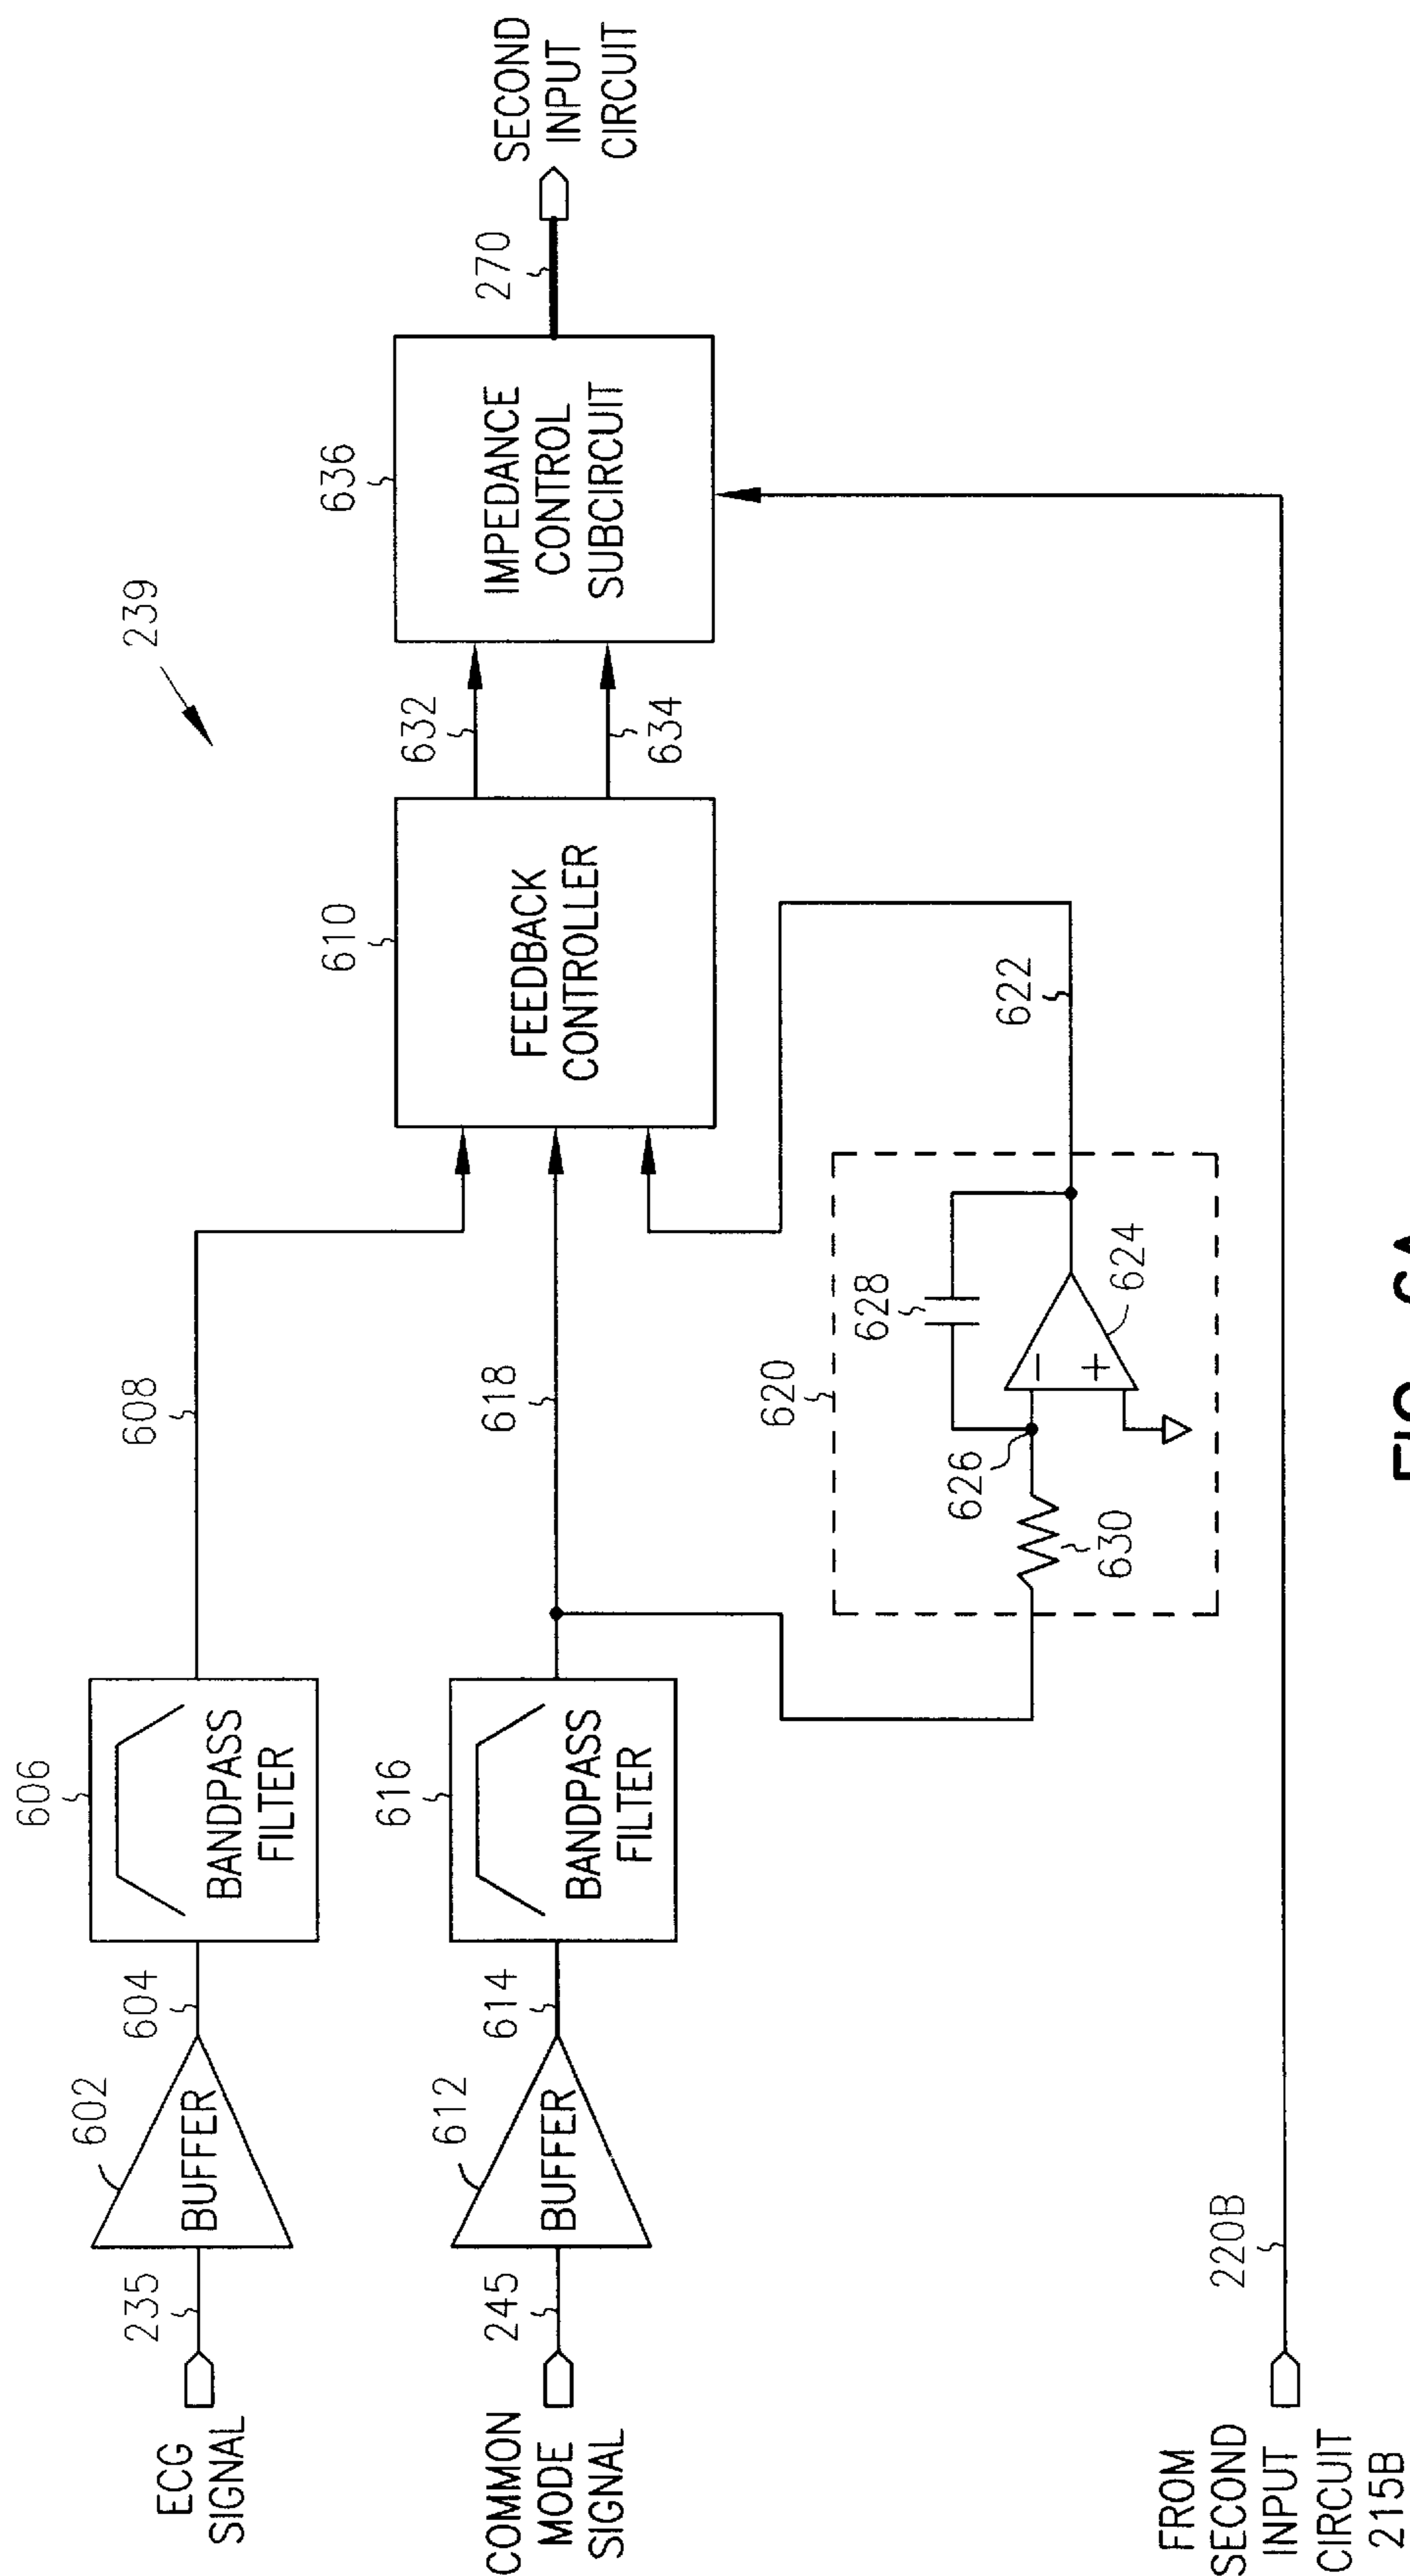 239
ECG
SIGNAL
235
602
BUFFER
604
606
BANDPASS
FILTER
608
COMMON
MODE
SIGNAL
245
612
BUFFER
614
616
BANDPASS
FILTER
618
610
FEEDBACK
CONTROLLER
632
634
636
IMPEDANCE
CONTROL
SUBCIRCUIT
270
SECOND
INPUT
CIRCUIT
620
630
626
628
−
+
624
622
FROM
SECOND
INPUT
CIRCUIT
215B
220B